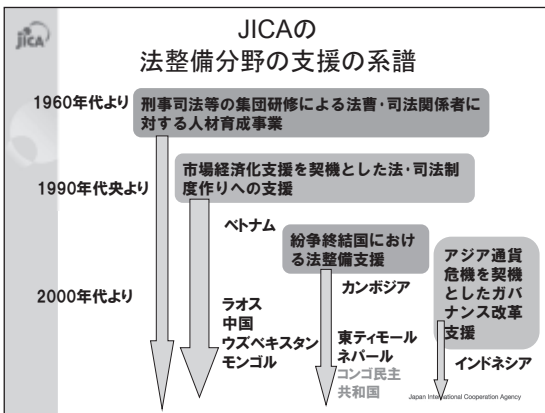 jICA
JICAの
法整備分野の支援の系譜
1960年代より
刑事司法等の集団研修による法曹・司法関係者に
対する人材育成事業
1990年代央より
市場経済化支援を契機とした法・司法制
度作りへの支援
ベトナム
紛争終結国におけ
る法整備支援
アジア通貨
危機を契機
としたガバ
ナンス改革
支援
2000年代より
カンボジア
ラオス
中国
ウズベキスタン
モンゴル
東ティモール
ネパール
コンゴ民主
共和国
インドネシア
Japan International Cooperation Agency